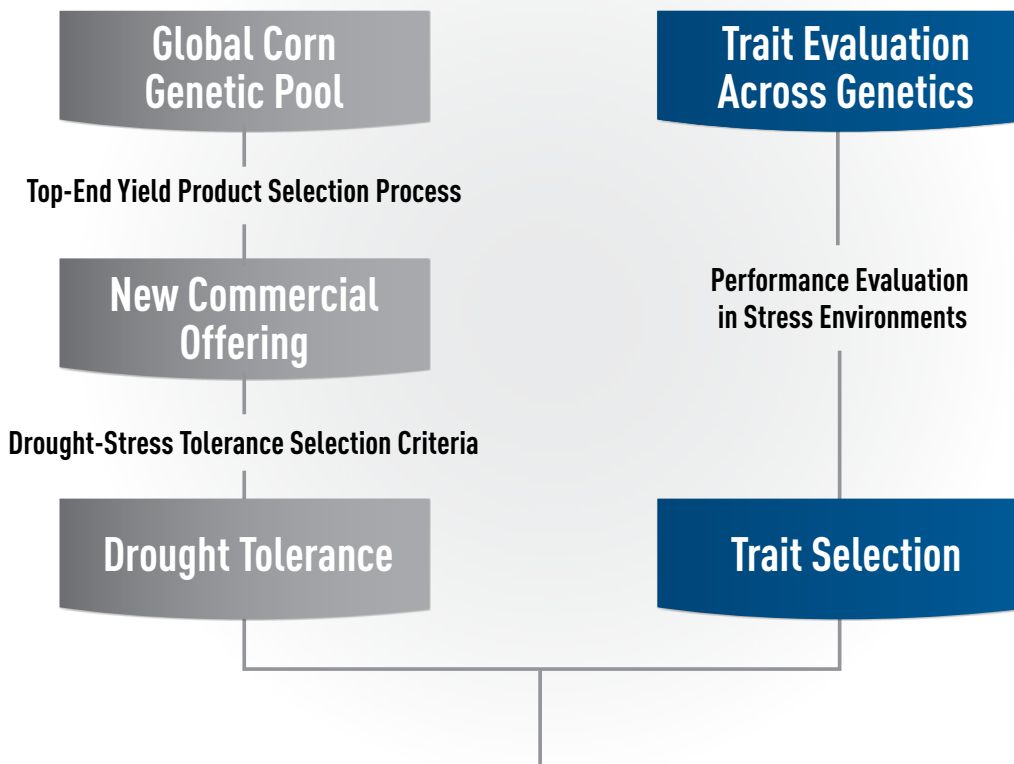 Global Corn
Genetic Pool
Top-End Yield Product Selection Process
New Commercial
Offering
Drought-Stress Tolerance Selection Criteria
Drought Tolerance
Trait Evaluation
Across Genetics
Performance Evaluation
in Stress Environments
Trait Selection